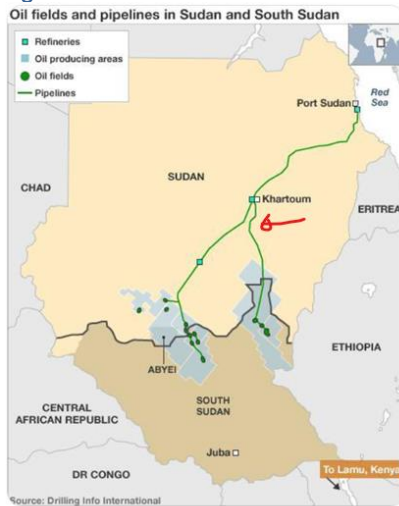 Oil fields and pipelines in Sudan and South Sudan
Refineries
Oil producing areas
Oil fields
Pipelines
Red
Sea
Port Sudan
SUDAN
CHAD
Khartoum
ERITREA
ETHIOPIA
ABYEI
SOUTH
SUDAN
CENTRAL
AFRICAN REPUBLIC
Juba
DR CONGO
To Lamu, Kenya
Source: Drilling Info International